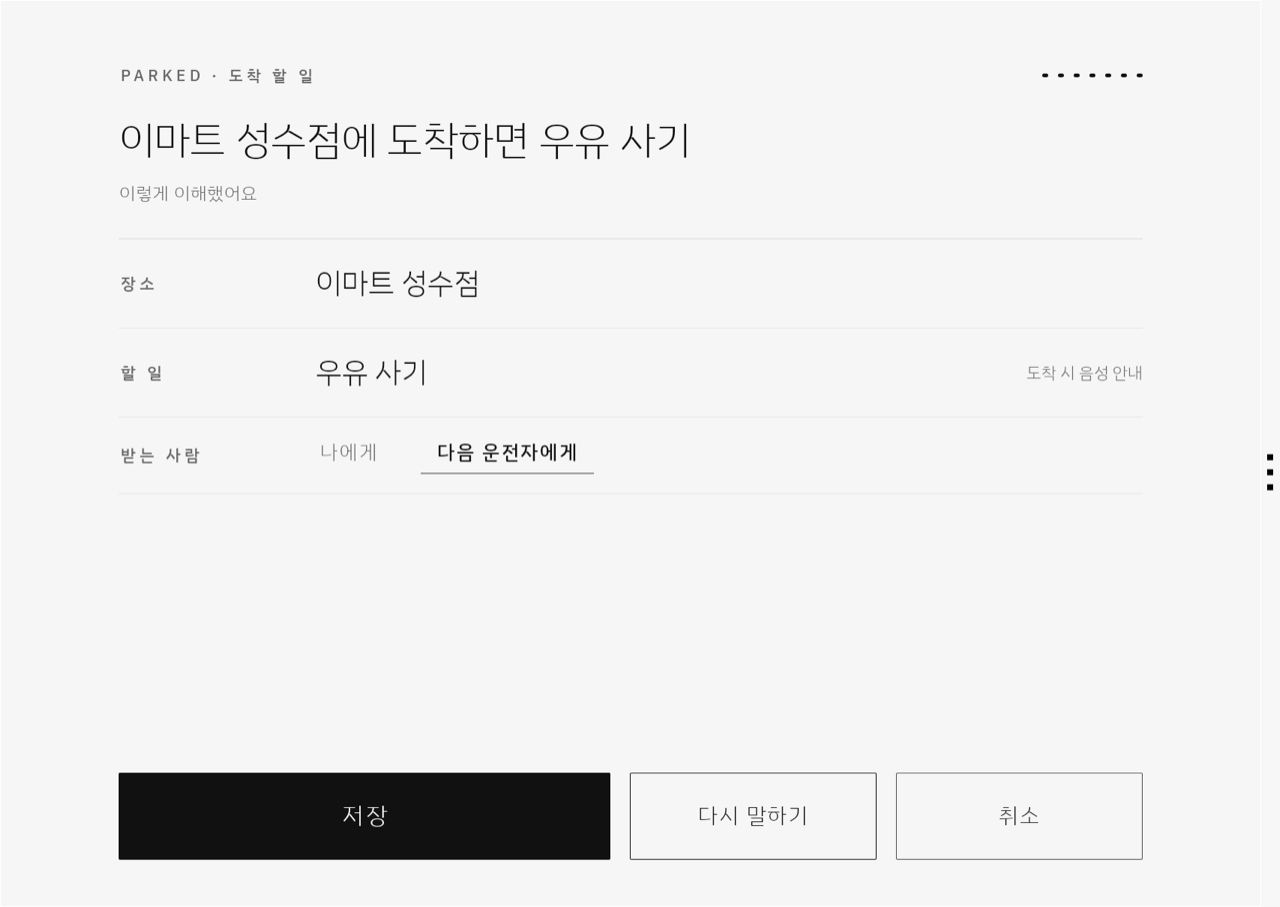 PARKED · 도착 할 일
이마트 성수점에 도착하면 우유 사기
이렇게 이해했어요
장소
이마트 성수점
할 일
우유 사기
도착 시 음성 안내
받는 사람
나에게
다음 운전자에게
저장
다시 말하기
취소